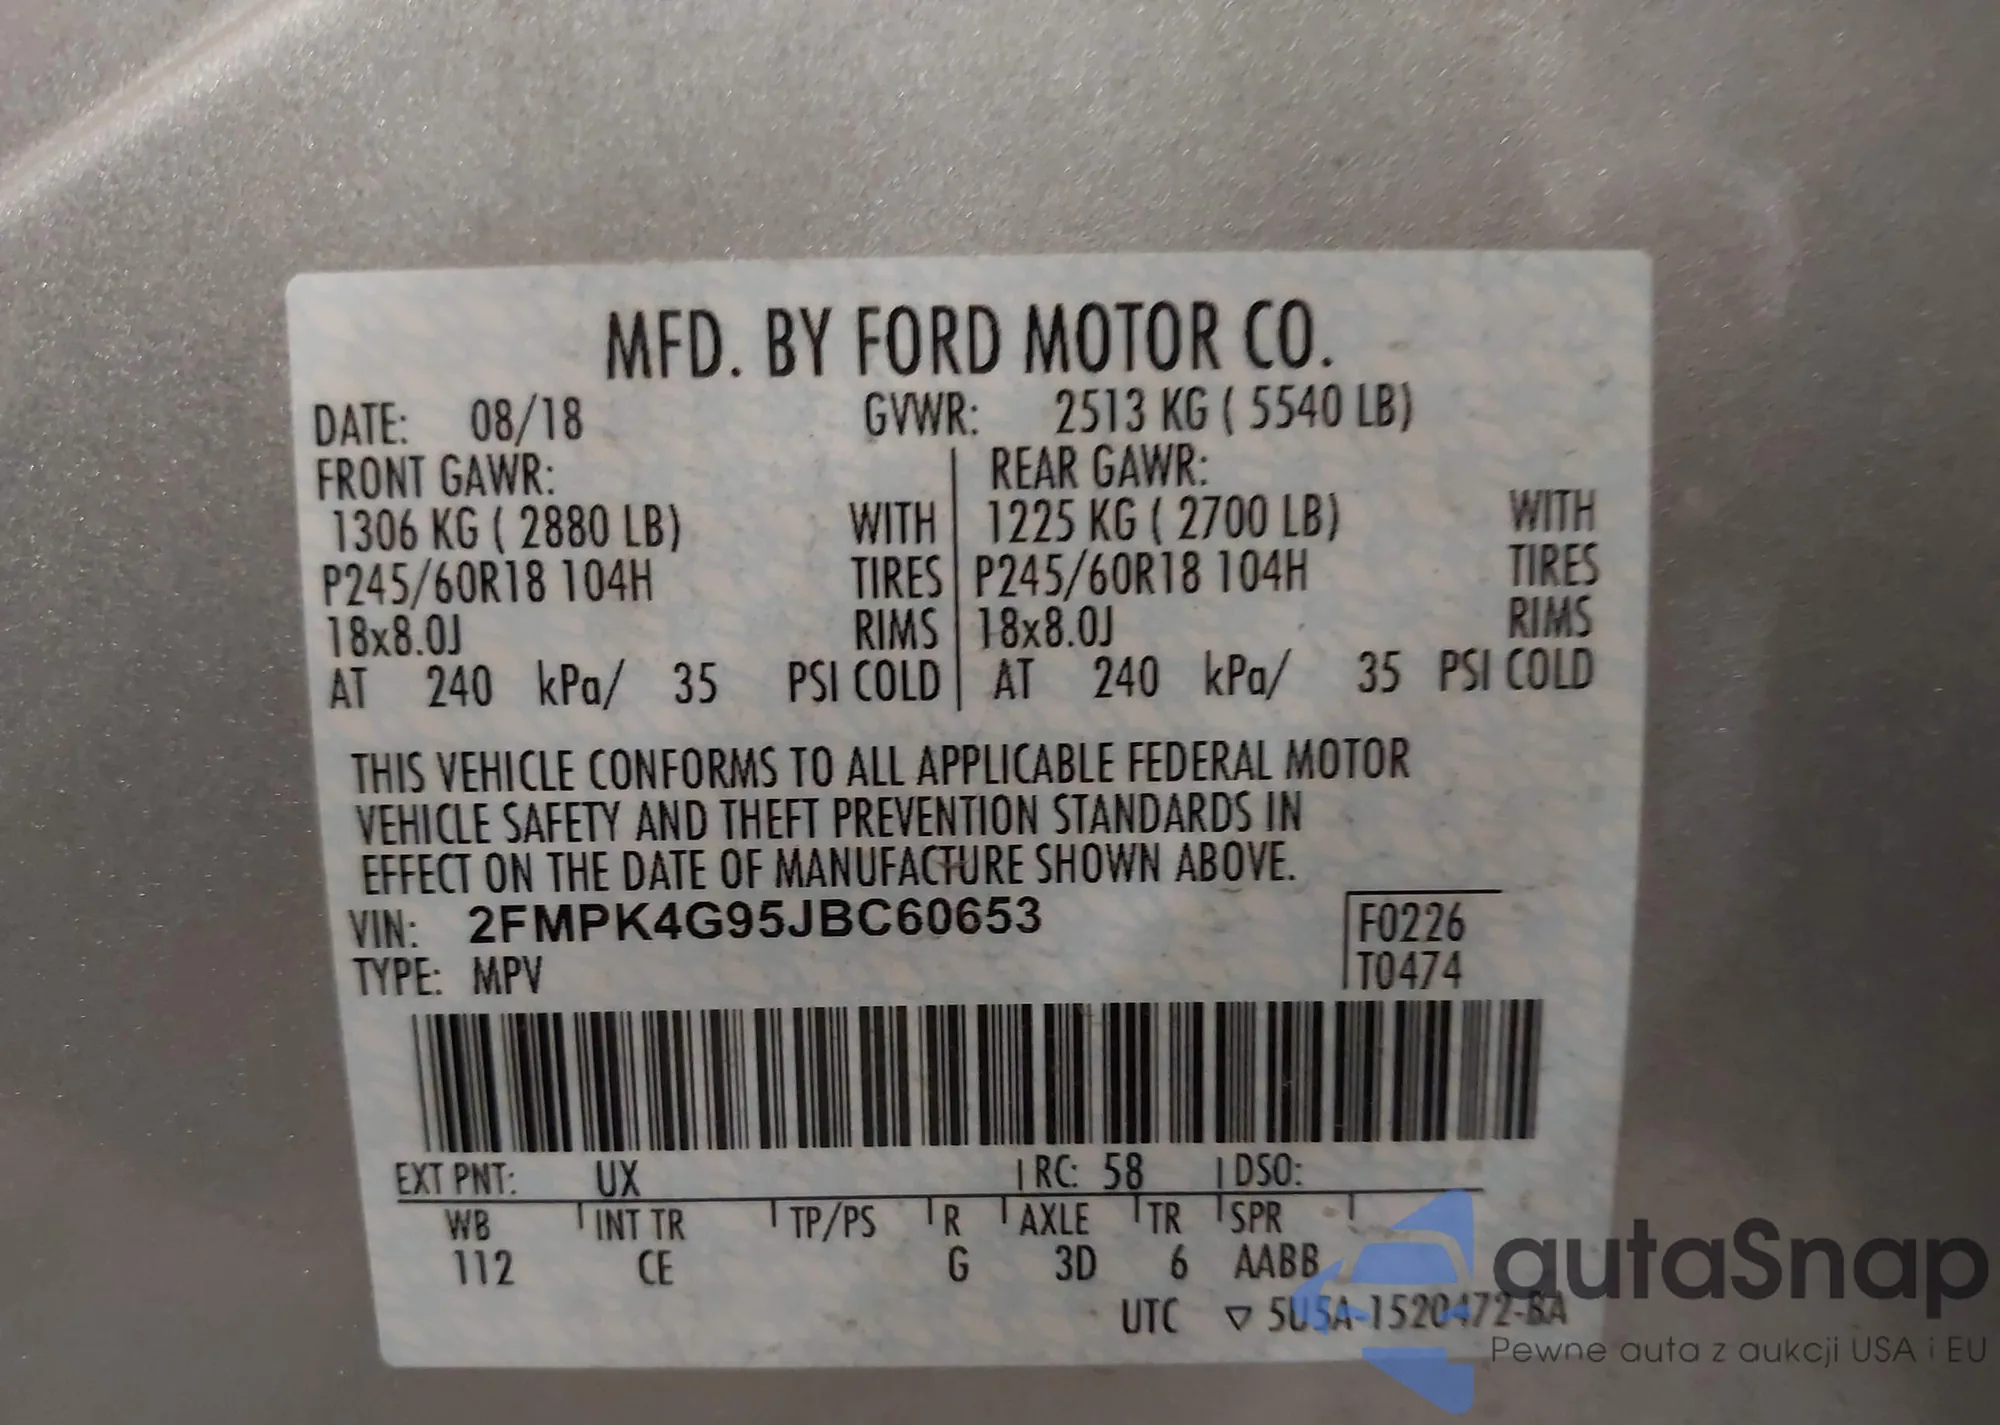 MFD. BY FORD MOTOR CO.
DATE: 08/18 GVWR: 2513 KG ( 5540 LB)
FRONT GAWR: REAR GAWR:
1306 KG ( 2880 LB) WITH 1225 KG ( 2700 LB) WITH
P245/60R18 104H TIRES P245/60R18 104H TIRES
18x8.0J RIMS 18x8.0J RIMS
AT 240 kPa/ 35 PSI COLD AT 240 kPa/ 35 PSI COLD
THIS VEHICLE CONFORMS TO ALL APPLICABLE FEDERAL MOTOR
VEHICLE SAFETY AND THEFT PREVENTION STANDARDS IN
EFFECT ON THE DATE OF MANUFACTURE SHOWN ABOVE.
VIN: 2FMPK4G95JBC60653 F0226
TYPE: MPV T0474
EXT PNT: UX RC: 58 DSO:
WB INT TR TP/PS R AXLE TR SPR
112 CE G 3D 6 AABB
UTC ▽ 5U5A-1520472-BA
autaSnap
Pewne auta z aukcji USA i EU